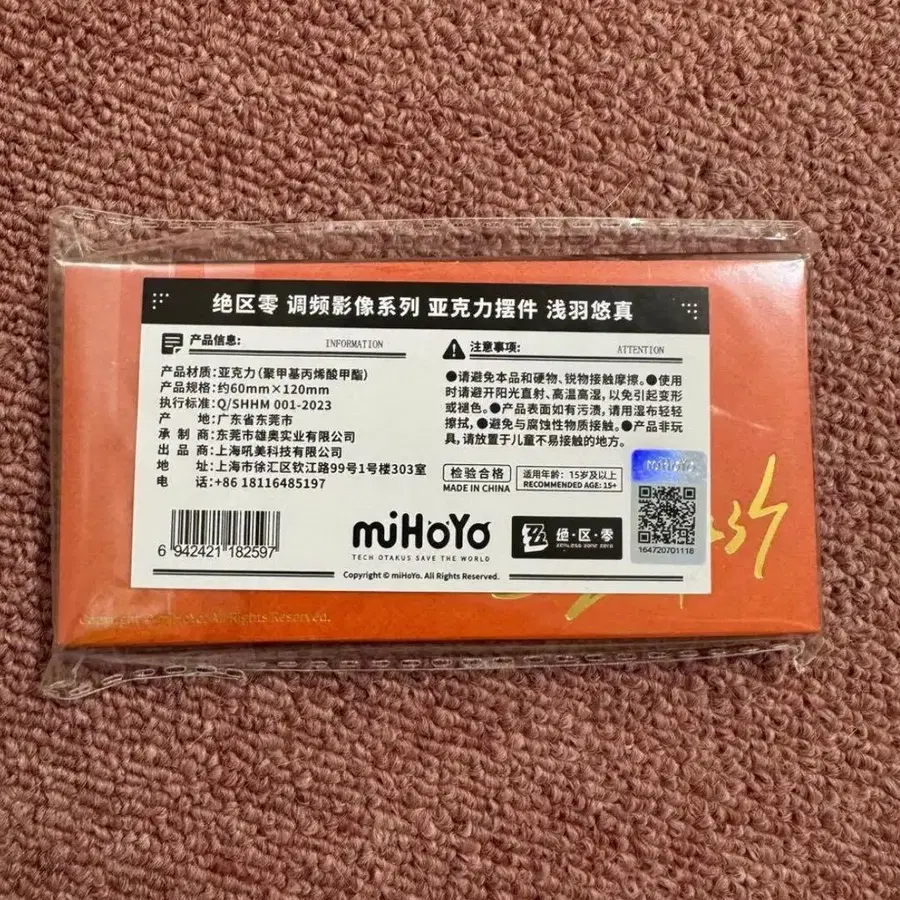 绝区零 调频影像系列 亚克力摆件 浅羽悠真
产品信息: INFORMATION
产品材质:亚克力(聚甲基丙烯酸甲酯)
产品规格:约60mm×120mm
执行标准:Q/SHHM 001-2023
产 地:广东省东莞市
承 制 商:东莞市雄奥实业有限公司
出 品 商:上海吼美科技有限公司
地 址:上海市徐汇区钦江路99号1号楼303室
电 话:+86 18116485197
注意事项: ATTENTION
●请避免本品和硬物、锐物接触摩擦。●使用
时请避开阳光直射、高温高湿,以免引起变形
或褪色。●产品表面如有污渍,请用湿布轻轻
擦拭,●避免与腐蚀性物质接触。●产品非玩
具,请放置于儿童不易接触的地方。
检验合格
MADE IN CHINA
适用年龄:15岁及以上
RECOMMENDED AGE: 15+
miHoYo
164720701118
6 942421 182597
miHoYo
TECH OTAKUS SAVE THE WORLD
绝·区·零
ZENLESS ZONE ZERO
Copyright © miHoYo. All Rights Reserved.
Copyright © miHoYo. All Rights Reserved.